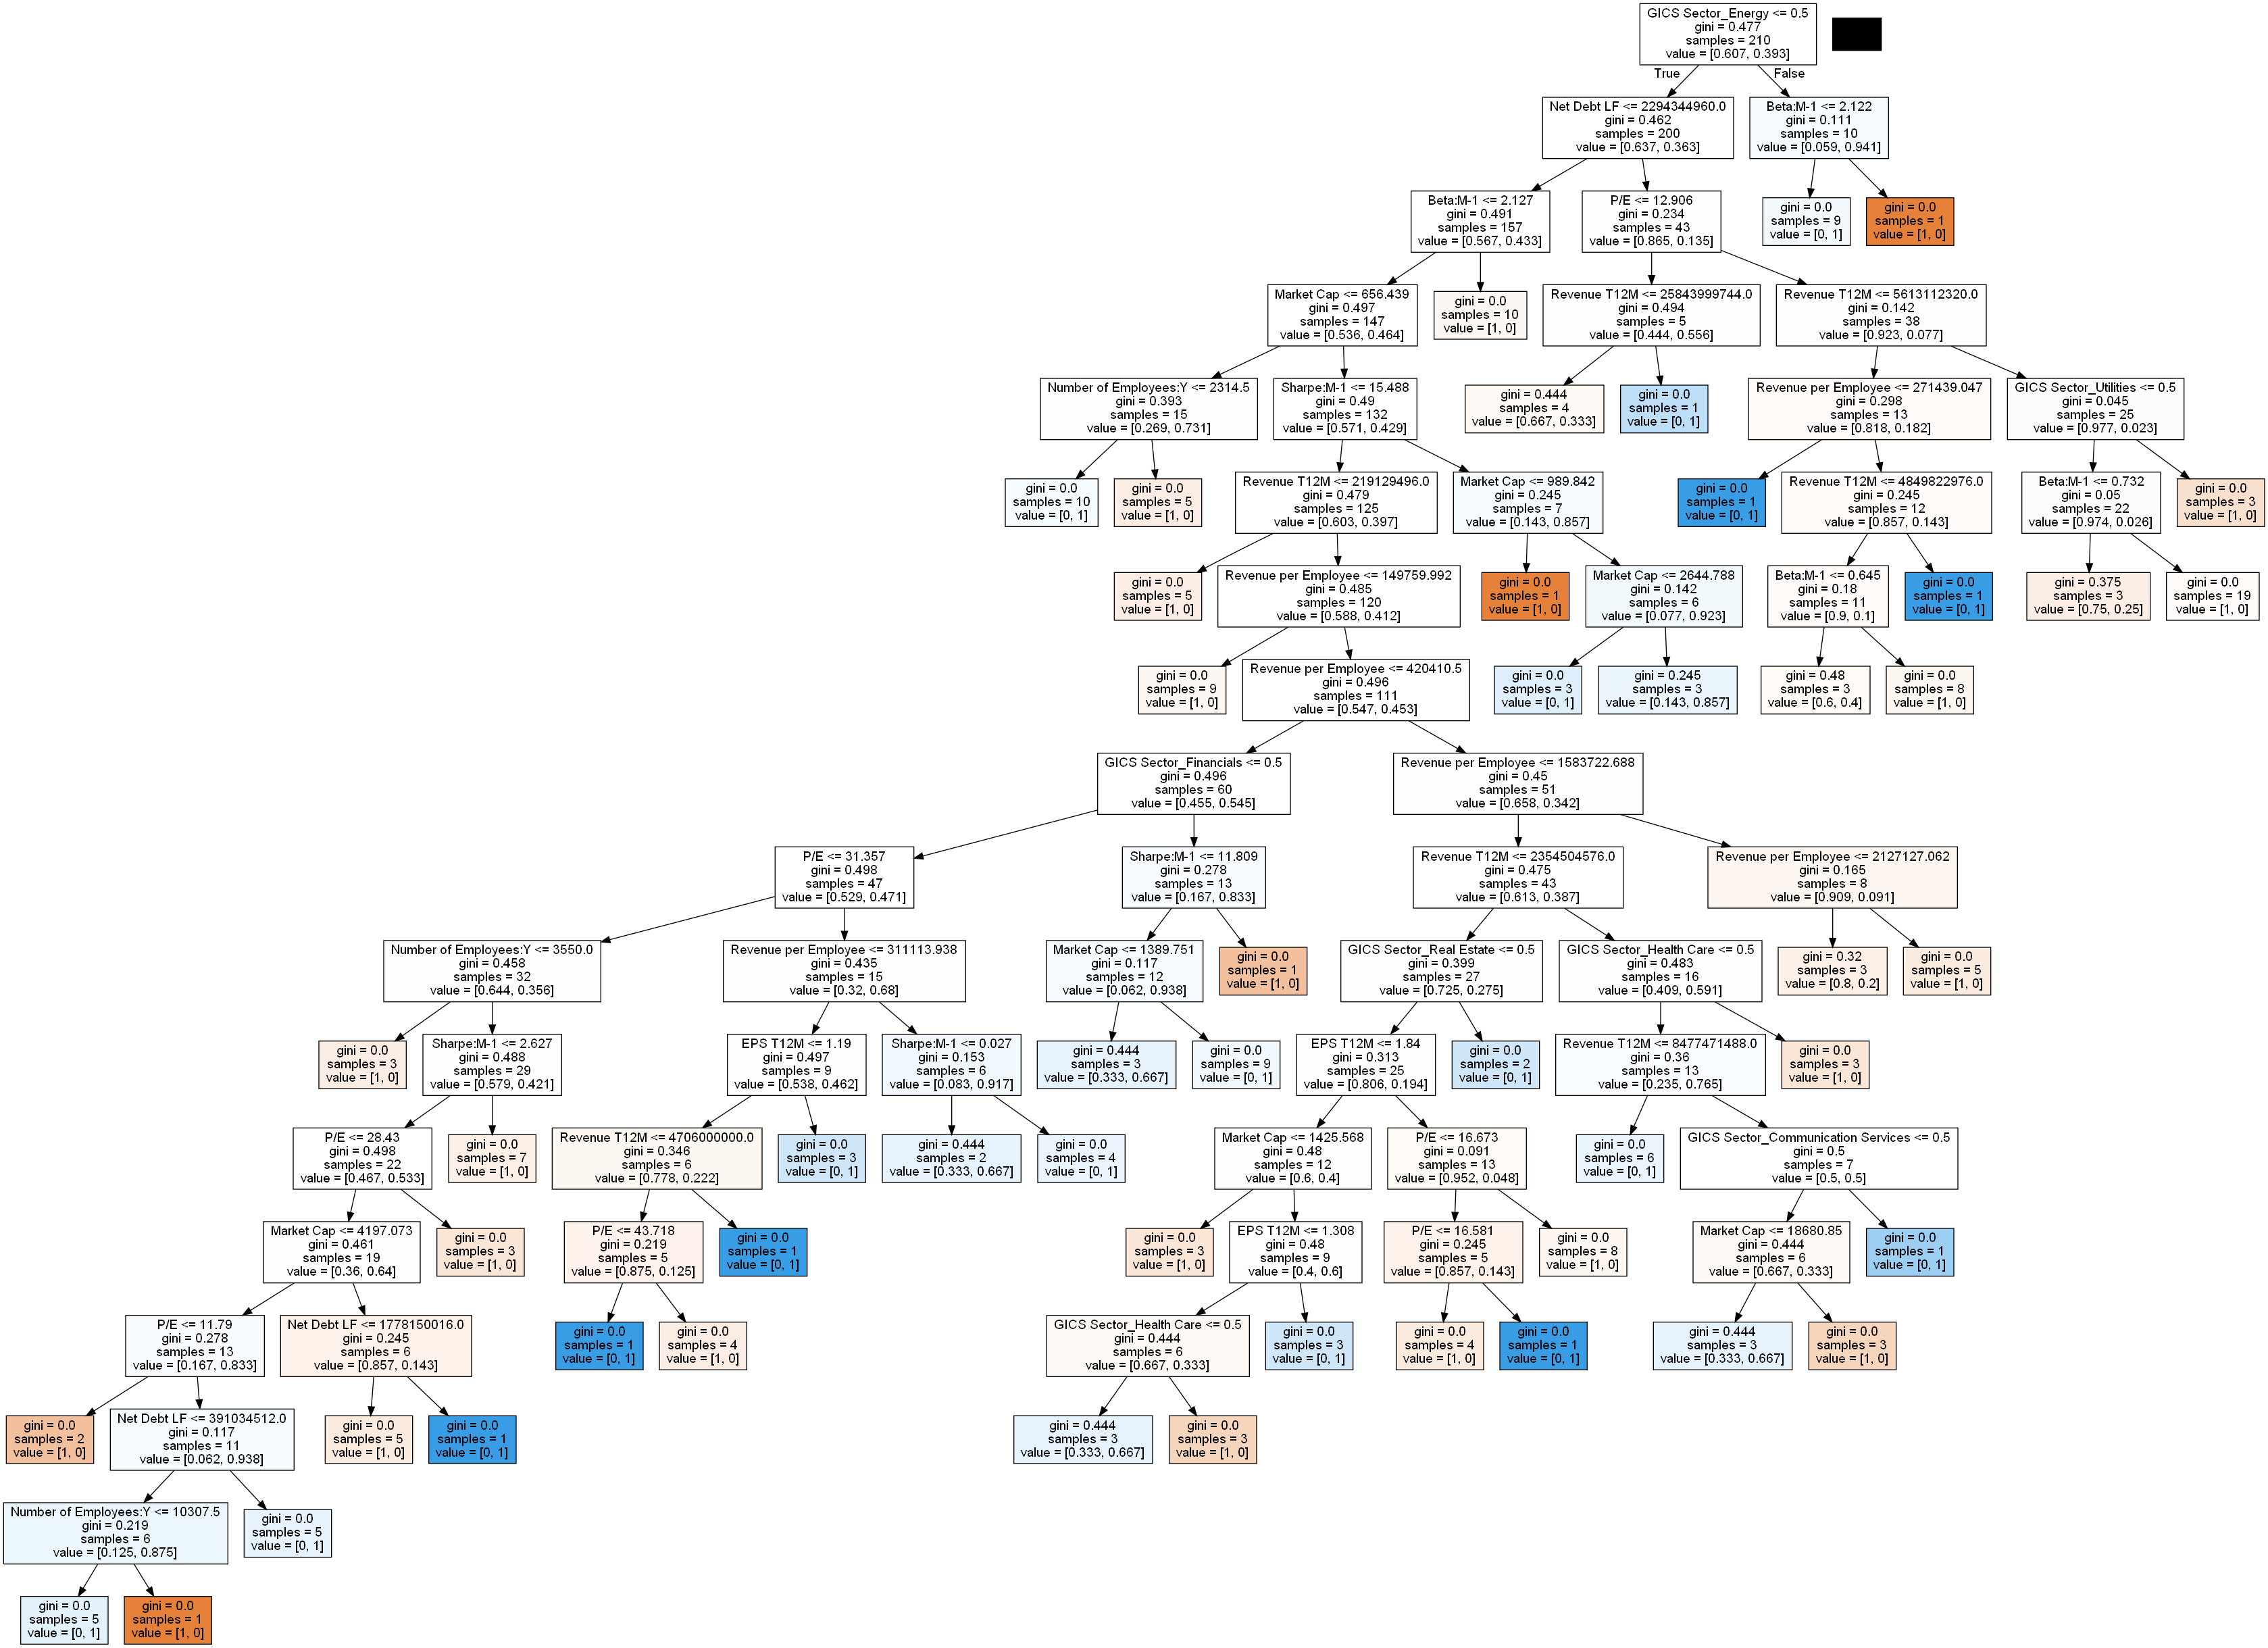 GICS Sector_Energy <= 0.5
gini = 0.477
samples = 210
value = [0.607, 0.393]
True
False
Net Debt LF <= 2294344960.0
gini = 0.462
samples = 200
value = [0.637, 0.363]
Beta:M-1 <= 2.122
gini = 0.111
samples = 10
value = [0.059, 0.941]
Beta:M-1 <= 2.127
gini = 0.491
samples = 157
value = [0.567, 0.433]
P/E <= 12.906
gini = 0.234
samples = 43
value = [0.865, 0.135]
gini = 0.0
samples = 9
value = [0, 1]
gini = 0.0
samples = 1
value = [1, 0]
Market Cap <= 656.439
gini = 0.497
samples = 147
value = [0.536, 0.464]
gini = 0.0
samples = 10
value = [1, 0]
Revenue T12M <= 25843999744.0
gini = 0.494
samples = 5
value = [0.444, 0.556]
Revenue T12M <= 5613112320.0
gini = 0.142
samples = 38
value = [0.923, 0.077]
Number of Employees:Y <= 2314.5
gini = 0.393
samples = 15
value = [0.269, 0.731]
Sharpe:M-1 <= 15.488
gini = 0.49
samples = 132
value = [0.571, 0.429]
gini = 0.444
samples = 4
value = [0.667, 0.333]
gini = 0.0
samples = 1
value = [0, 1]
Revenue per Employee <= 271439.047
gini = 0.298
samples = 13
value = [0.818, 0.182]
GICS Sector_Utilities <= 0.5
gini = 0.045
samples = 25
value = [0.977, 0.023]
gini = 0.0
samples = 10
value = [0, 1]
gini = 0.0
samples = 5
value = [1, 0]
Revenue T12M <= 219129496.0
gini = 0.479
samples = 125
value = [0.603, 0.397]
Market Cap <= 989.842
gini = 0.245
samples = 7
value = [0.143, 0.857]
gini = 0.0
samples = 1
value = [0, 1]
Revenue T12M <= 4849822976.0
gini = 0.245
samples = 12
value = [0.857, 0.143]
Beta:M-1 <= 0.732
gini = 0.05
samples = 22
value = [0.974, 0.026]
gini = 0.0
samples = 3
value = [1, 0]
gini = 0.0
samples = 5
value = [1, 0]
Revenue per Employee <= 149759.992
gini = 0.485
samples = 120
value = [0.588, 0.412]
gini = 0.0
samples = 1
value = [1, 0]
Market Cap <= 2644.788
gini = 0.142
samples = 6
value = [0.077, 0.923]
Beta:M-1 <= 0.645
gini = 0.18
samples = 11
value = [0.9, 0.1]
gini = 0.0
samples = 1
value = [0, 1]
gini = 0.375
samples = 3
value = [0.75, 0.25]
gini = 0.0
samples = 19
value = [1, 0]
gini = 0.0
samples = 9
value = [1, 0]
Revenue per Employee <= 420410.5
gini = 0.496
samples = 111
value = [0.547, 0.453]
gini = 0.0
samples = 3
value = [0, 1]
gini = 0.245
samples = 3
value = [0.143, 0.857]
gini = 0.48
samples = 3
value = [0.6, 0.4]
gini = 0.0
samples = 8
value = [1, 0]
GICS Sector_Financials <= 0.5
gini = 0.496
samples = 60
value = [0.455, 0.545]
Revenue per Employee <= 1583722.688
gini = 0.45
samples = 51
value = [0.658, 0.342]
P/E <= 31.357
gini = 0.498
samples = 47
value = [0.529, 0.471]
Sharpe:M-1 <= 11.809
gini = 0.278
samples = 13
value = [0.167, 0.833]
Revenue T12M <= 2354504576.0
gini = 0.475
samples = 43
value = [0.613, 0.387]
Revenue per Employee <= 2127127.062
gini = 0.165
samples = 8
value = [0.909, 0.091]
Number of Employees:Y <= 3550.0
gini = 0.458
samples = 32
value = [0.644, 0.356]
Revenue per Employee <= 311113.938
gini = 0.435
samples = 15
value = [0.32, 0.68]
Market Cap <= 1389.751
gini = 0.117
samples = 12
value = [0.062, 0.938]
gini = 0.0
samples = 1
value = [1, 0]
GICS Sector_Real Estate <= 0.5
gini = 0.399
samples = 27
value = [0.725, 0.275]
GICS Sector_Health Care <= 0.5
gini = 0.483
samples = 16
value = [0.409, 0.591]
gini = 0.32
samples = 3
value = [0.8, 0.2]
gini = 0.0
samples = 5
value = [1, 0]
gini = 0.0
samples = 3
value = [1, 0]
Sharpe:M-1 <= 2.627
gini = 0.488
samples = 29
value = [0.579, 0.421]
EPS T12M <= 1.19
gini = 0.497
samples = 9
value = [0.538, 0.462]
Sharpe:M-1 <= 0.027
gini = 0.153
samples = 6
value = [0.083, 0.917]
gini = 0.444
samples = 3
value = [0.333, 0.667]
gini = 0.0
samples = 9
value = [0, 1]
EPS T12M <= 1.84
gini = 0.313
samples = 25
value = [0.806, 0.194]
gini = 0.0
samples = 2
value = [0, 1]
Revenue T12M <= 8477471488.0
gini = 0.36
samples = 13
value = [0.235, 0.765]
gini = 0.0
samples = 3
value = [1, 0]
P/E <= 28.43
gini = 0.498
samples = 22
value = [0.467, 0.533]
gini = 0.0
samples = 7
value = [1, 0]
Revenue T12M <= 4706000000.0
gini = 0.346
samples = 6
value = [0.778, 0.222]
gini = 0.0
samples = 3
value = [0, 1]
gini = 0.444
samples = 2
value = [0.333, 0.667]
gini = 0.0
samples = 4
value = [0, 1]
Market Cap <= 1425.568
gini = 0.48
samples = 12
value = [0.6, 0.4]
P/E <= 16.673
gini = 0.091
samples = 13
value = [0.952, 0.048]
gini = 0.0
samples = 6
value = [0, 1]
GICS Sector_Communication Services <= 0.5
gini = 0.5
samples = 7
value = [0.5, 0.5]
Market Cap <= 4197.073
gini = 0.461
samples = 19
value = [0.36, 0.64]
gini = 0.0
samples = 3
value = [1, 0]
P/E <= 43.718
gini = 0.219
samples = 5
value = [0.875, 0.125]
gini = 0.0
samples = 1
value = [0, 1]
gini = 0.0
samples = 3
value = [1, 0]
EPS T12M <= 1.308
gini = 0.48
samples = 9
value = [0.4, 0.6]
P/E <= 16.581
gini = 0.245
samples = 5
value = [0.857, 0.143]
gini = 0.0
samples = 8
value = [1, 0]
Market Cap <= 18680.85
gini = 0.444
samples = 6
value = [0.667, 0.333]
gini = 0.0
samples = 1
value = [0, 1]
P/E <= 11.79
gini = 0.278
samples = 13
value = [0.167, 0.833]
Net Debt LF <= 1778150016.0
gini = 0.245
samples = 6
value = [0.857, 0.143]
gini = 0.0
samples = 1
value = [0, 1]
gini = 0.0
samples = 4
value = [1, 0]
GICS Sector_Health Care <= 0.5
gini = 0.444
samples = 6
value = [0.667, 0.333]
gini = 0.0
samples = 3
value = [0, 1]
gini = 0.0
samples = 4
value = [1, 0]
gini = 0.0
samples = 1
value = [0, 1]
gini = 0.444
samples = 3
value = [0.333, 0.667]
gini = 0.0
samples = 3
value = [1, 0]
gini = 0.0
samples = 2
value = [1, 0]
Net Debt LF <= 391034512.0
gini = 0.117
samples = 11
value = [0.062, 0.938]
gini = 0.0
samples = 5
value = [1, 0]
gini = 0.0
samples = 1
value = [0, 1]
gini = 0.444
samples = 3
value = [0.333, 0.667]
gini = 0.0
samples = 3
value = [1, 0]
Number of Employees:Y <= 10307.5
gini = 0.219
samples = 6
value = [0.125, 0.875]
gini = 0.0
samples = 5
value = [0, 1]
gini = 0.0
samples = 5
value = [0, 1]
gini = 0.0
samples = 1
value = [1, 0]